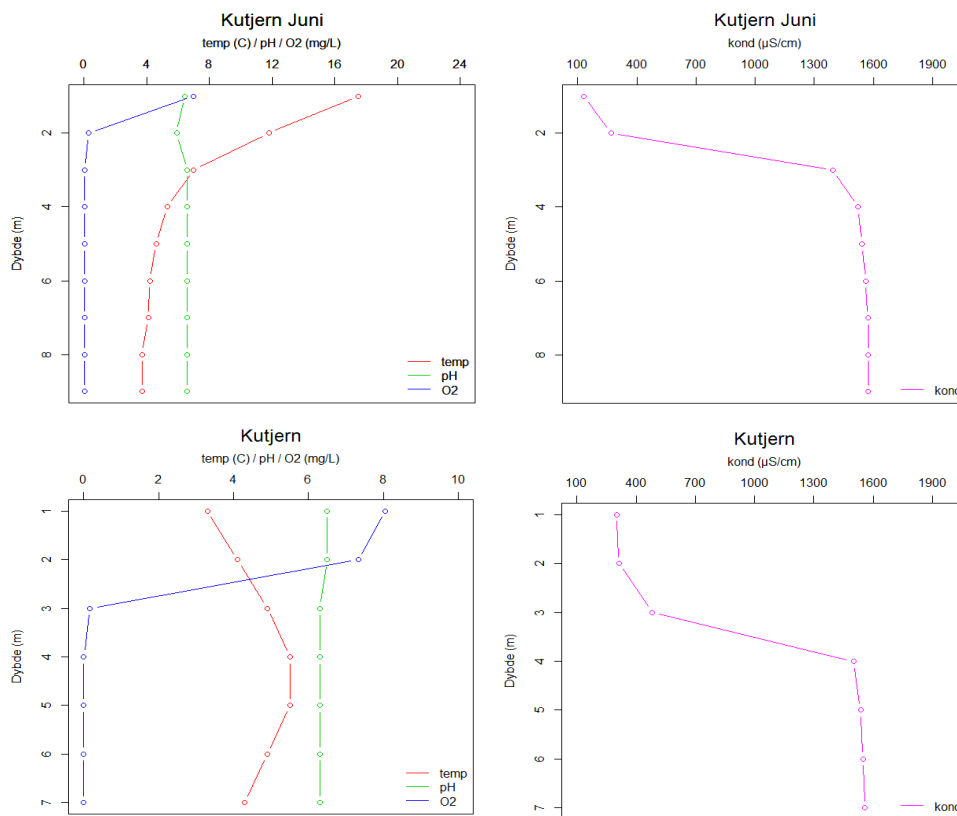 Kutjern Juni
temp (C) / pH / O2 (mg/L)
0 4 8 12 16 20 24
Dybde (m)
2
4
6
8
temp
pH
O2
Kutjern Juni
kond (µS/cm)
100 400 700 1000 1300 1600 1900
Dybde (m)
2
4
6
8
kond
Kutjern
temp (C) / pH / O2 (mg/L)
0 2 4 6 8 10
Dybde (m)
1
2
3
4
5
6
7
temp
pH
O2
Kutjern
kond (µS/cm)
100 400 700 1000 1300 1600 1900
Dybde (m)
1
2
3
4
5
6
7
kond